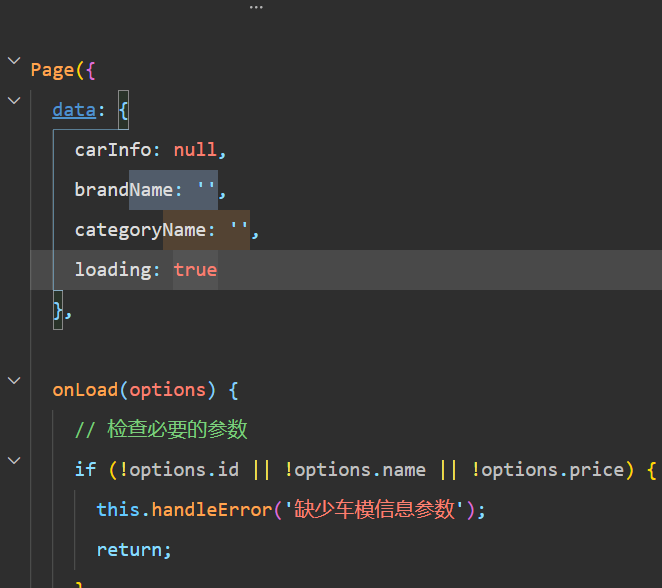 ...
Page({
data: {
carInfo: null,
brandName: '',
categoryName: '',
loading: true
},
onLoad(options) {
// 检查必要的参数
if (!options.id || !options.name || !options.price) {
this.handleError('缺少车模信息参数');
return;
}